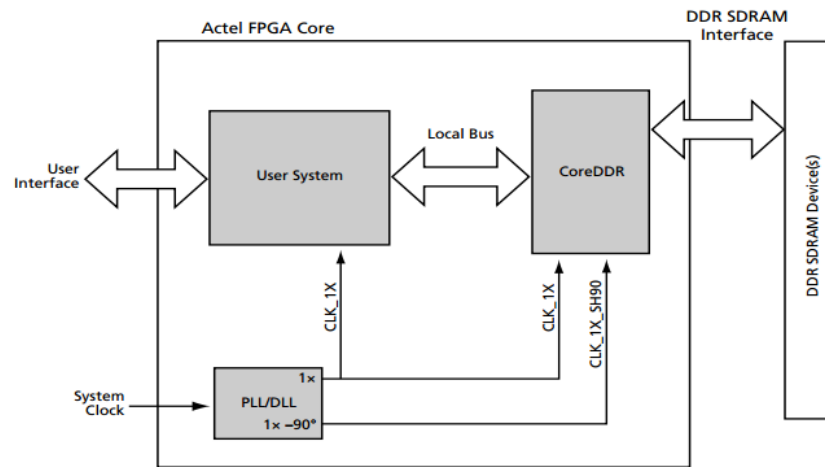 Actel FPGA Core
DDR SDRAM
Interface
User System
Local Bus
CoreDDR
User
Interface
DDR SDRAM Device(s)
CLK_1X
CLK_1X
CLK_1X_SH90
System
Clock
1×
PLL/DLL
1× –90°